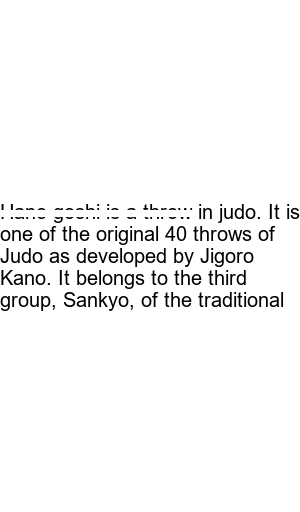 Hane goshi is a throw in judo. It is
one of the original 40 throws of
Judo as developed by Jigoro
Kano. It belongs to the third
group, Sankyo, of the traditional